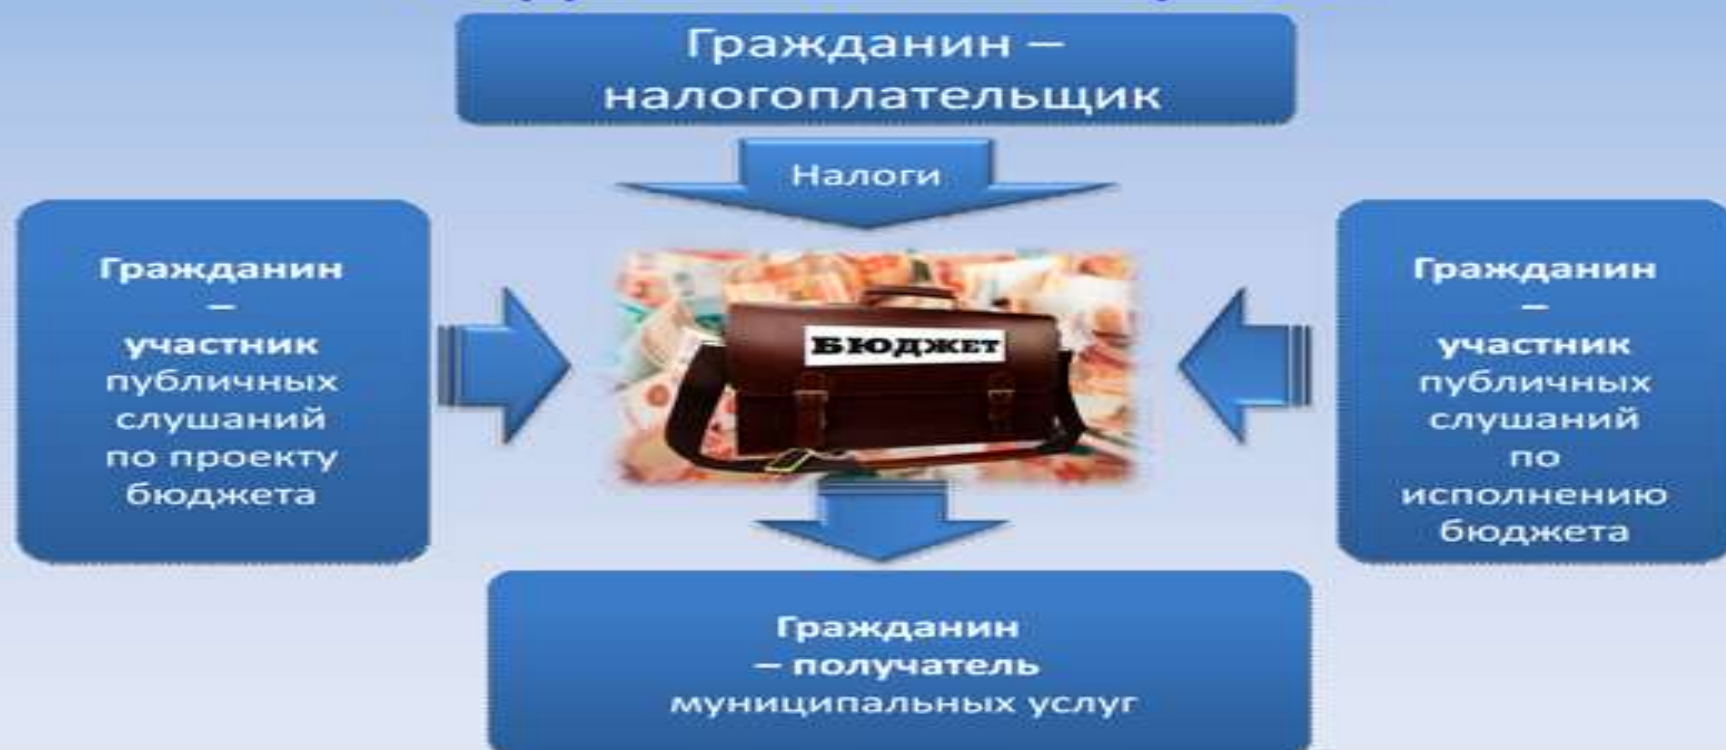 Гражданин –
налогоплательщик
Налоги
Гражданин
–
участник
публичных
слушаний
по проекту
бюджета
БЮДЖЕТ
Гражданин
–
участник
публичных
слушаний
по
исполнению
бюджета
Гражданин
– получатель
муниципальных услуг